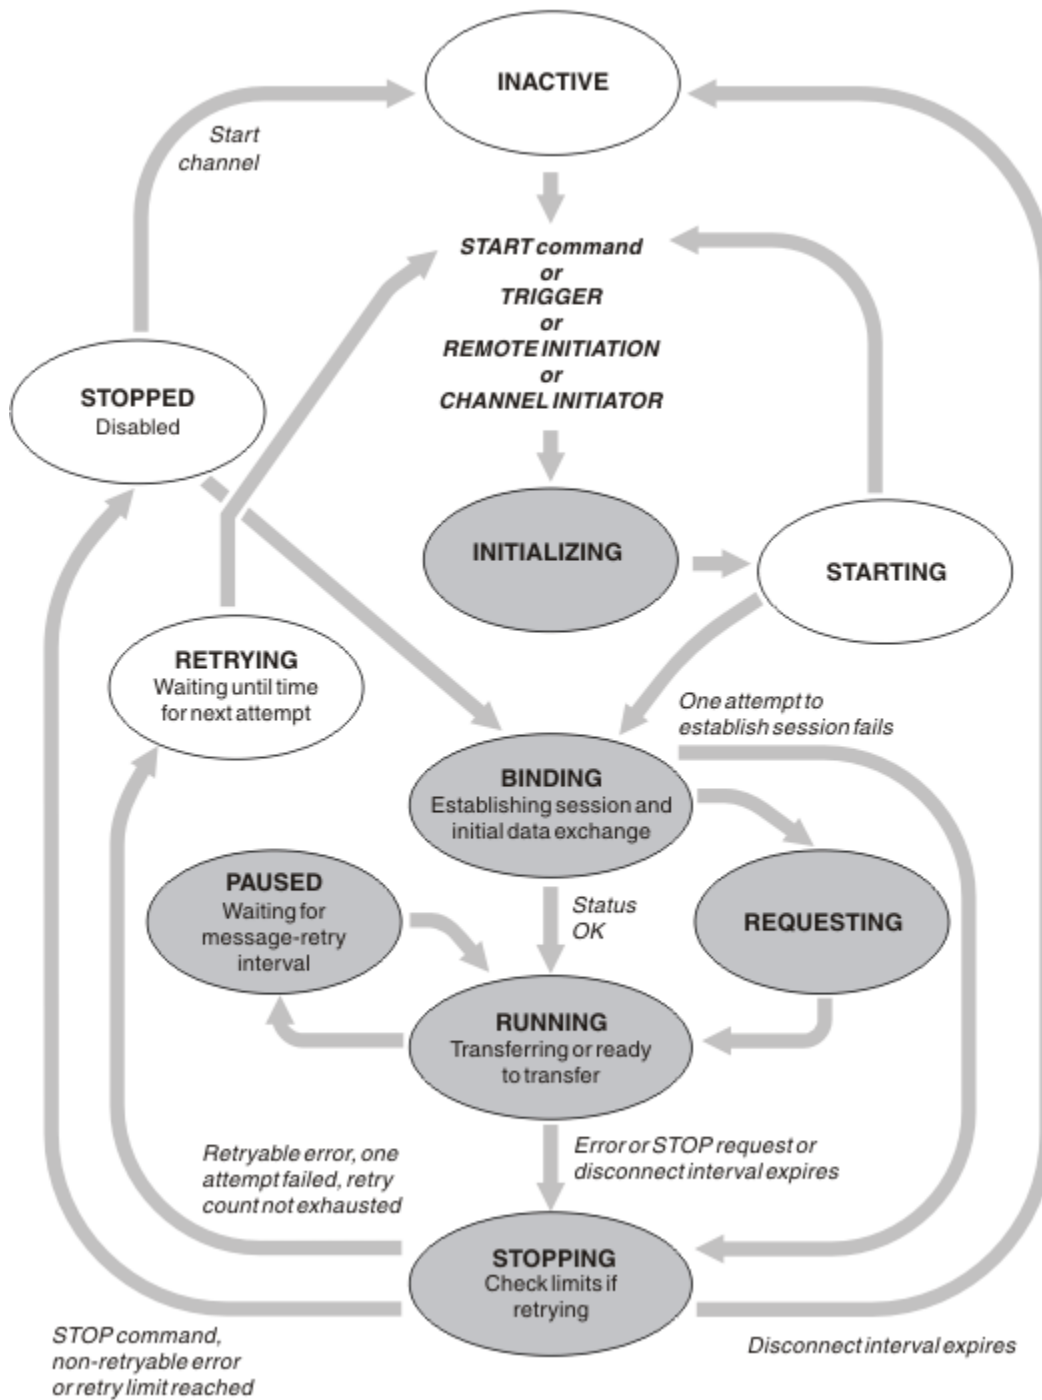 INACTIVE
Start
channel
START command
or
TRIGGER
or
REMOTE INITIATION
or
CHANNEL INITIATOR
STOPPED
Disabled
INITIALIZING
STARTING
RETRYING
Waiting until time
for next attempt
One attempt to
establish session fails
BINDING
Establishing session and
initial data exchange
PAUSED
Waiting for
message-retry
interval
Status
OK
REQUESTING
RUNNING
Transferring or ready
to transfer
Retryable error, one
attempt failed, retry
count not exhausted
Error or STOP request or
disconnect interval expires
STOPPING
Check limits if
retrying
STOP command,
non-retryable error
or retry limit reached
Disconnect interval expires